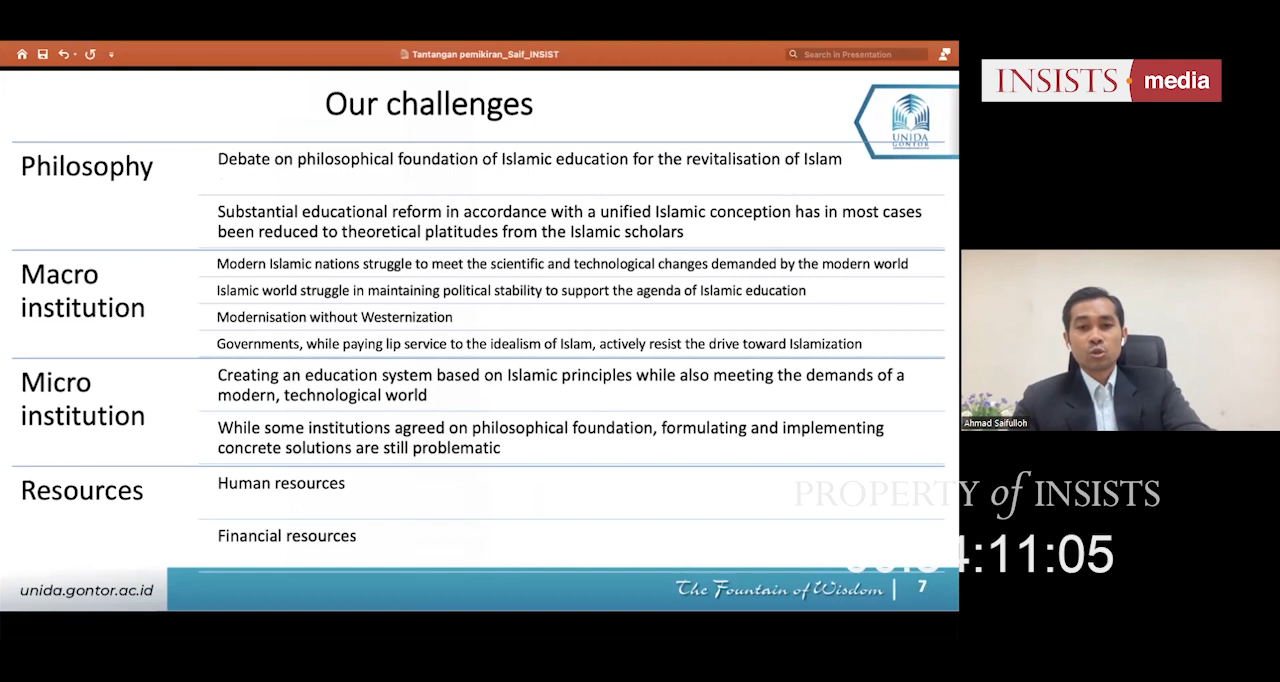 Tantangan pemikiran_Saif_INSIST
Search in Presentation
INSISTS media
Our challenges
UNIDA
GONTOR
Philosophy
Debate on philosophical foundation of Islamic education for the revitalisation of Islam
Substantial educational reform in accordance with a unified Islamic conception has in most cases
been reduced to theoretical platitudes from the Islamic scholars
Macro
institution
Modern Islamic nations struggle to meet the scientific and technological changes demanded by the modern world
Islamic world struggle in maintaining political stability to support the agenda of Islamic education
Modernisation without Westernization
Governments, while paying lip service to the idealism of Islam, actively resist the drive toward Islamization
Micro
institution
Creating an education system based on Islamic principles while also meeting the demands of a
modern, technological world
While some institutions agreed on philosophical foundation, formulating and implementing
concrete solutions are still problematic
Resources
Human resources
Financial resources
Ahmad Saifulloh
PROPERTY of INSISTS
4:11:05
unida.gontor.ac.id
The Fountain of Wisdom | 7